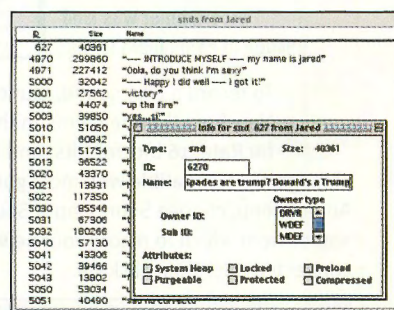 snds from Jared
ID Size Name
627 40361
4970 299860 "---- INTRODUCE MYSELF ---- my name is jared"
4971 227412 "Oola, do you think I'm sexy"
5000 32042 "---- Happy I did well ---- I got it!"
5001 27562 "victory"
5002 44074 "up the fire"
5003 39850
5010 51050
5011 60842
5012 51754
5013 36522
5020 43370
5021 13931
5022 117350
5030
5031 67306
5032 180266
5040 57130
5041 43306
5042 39466
5043 13802
5050 53034
5051 40490
Info for snd 627 from Jared
Type: snd Size: 40361
ID: 6270
Name: ipades are trump? Donald's a Trump
Owner type
Owner ID:
Sub ID:
DRVR
WDEF
MDEF
Attributes:
System Heap Locked Preload
Purgeable Protected Compressed